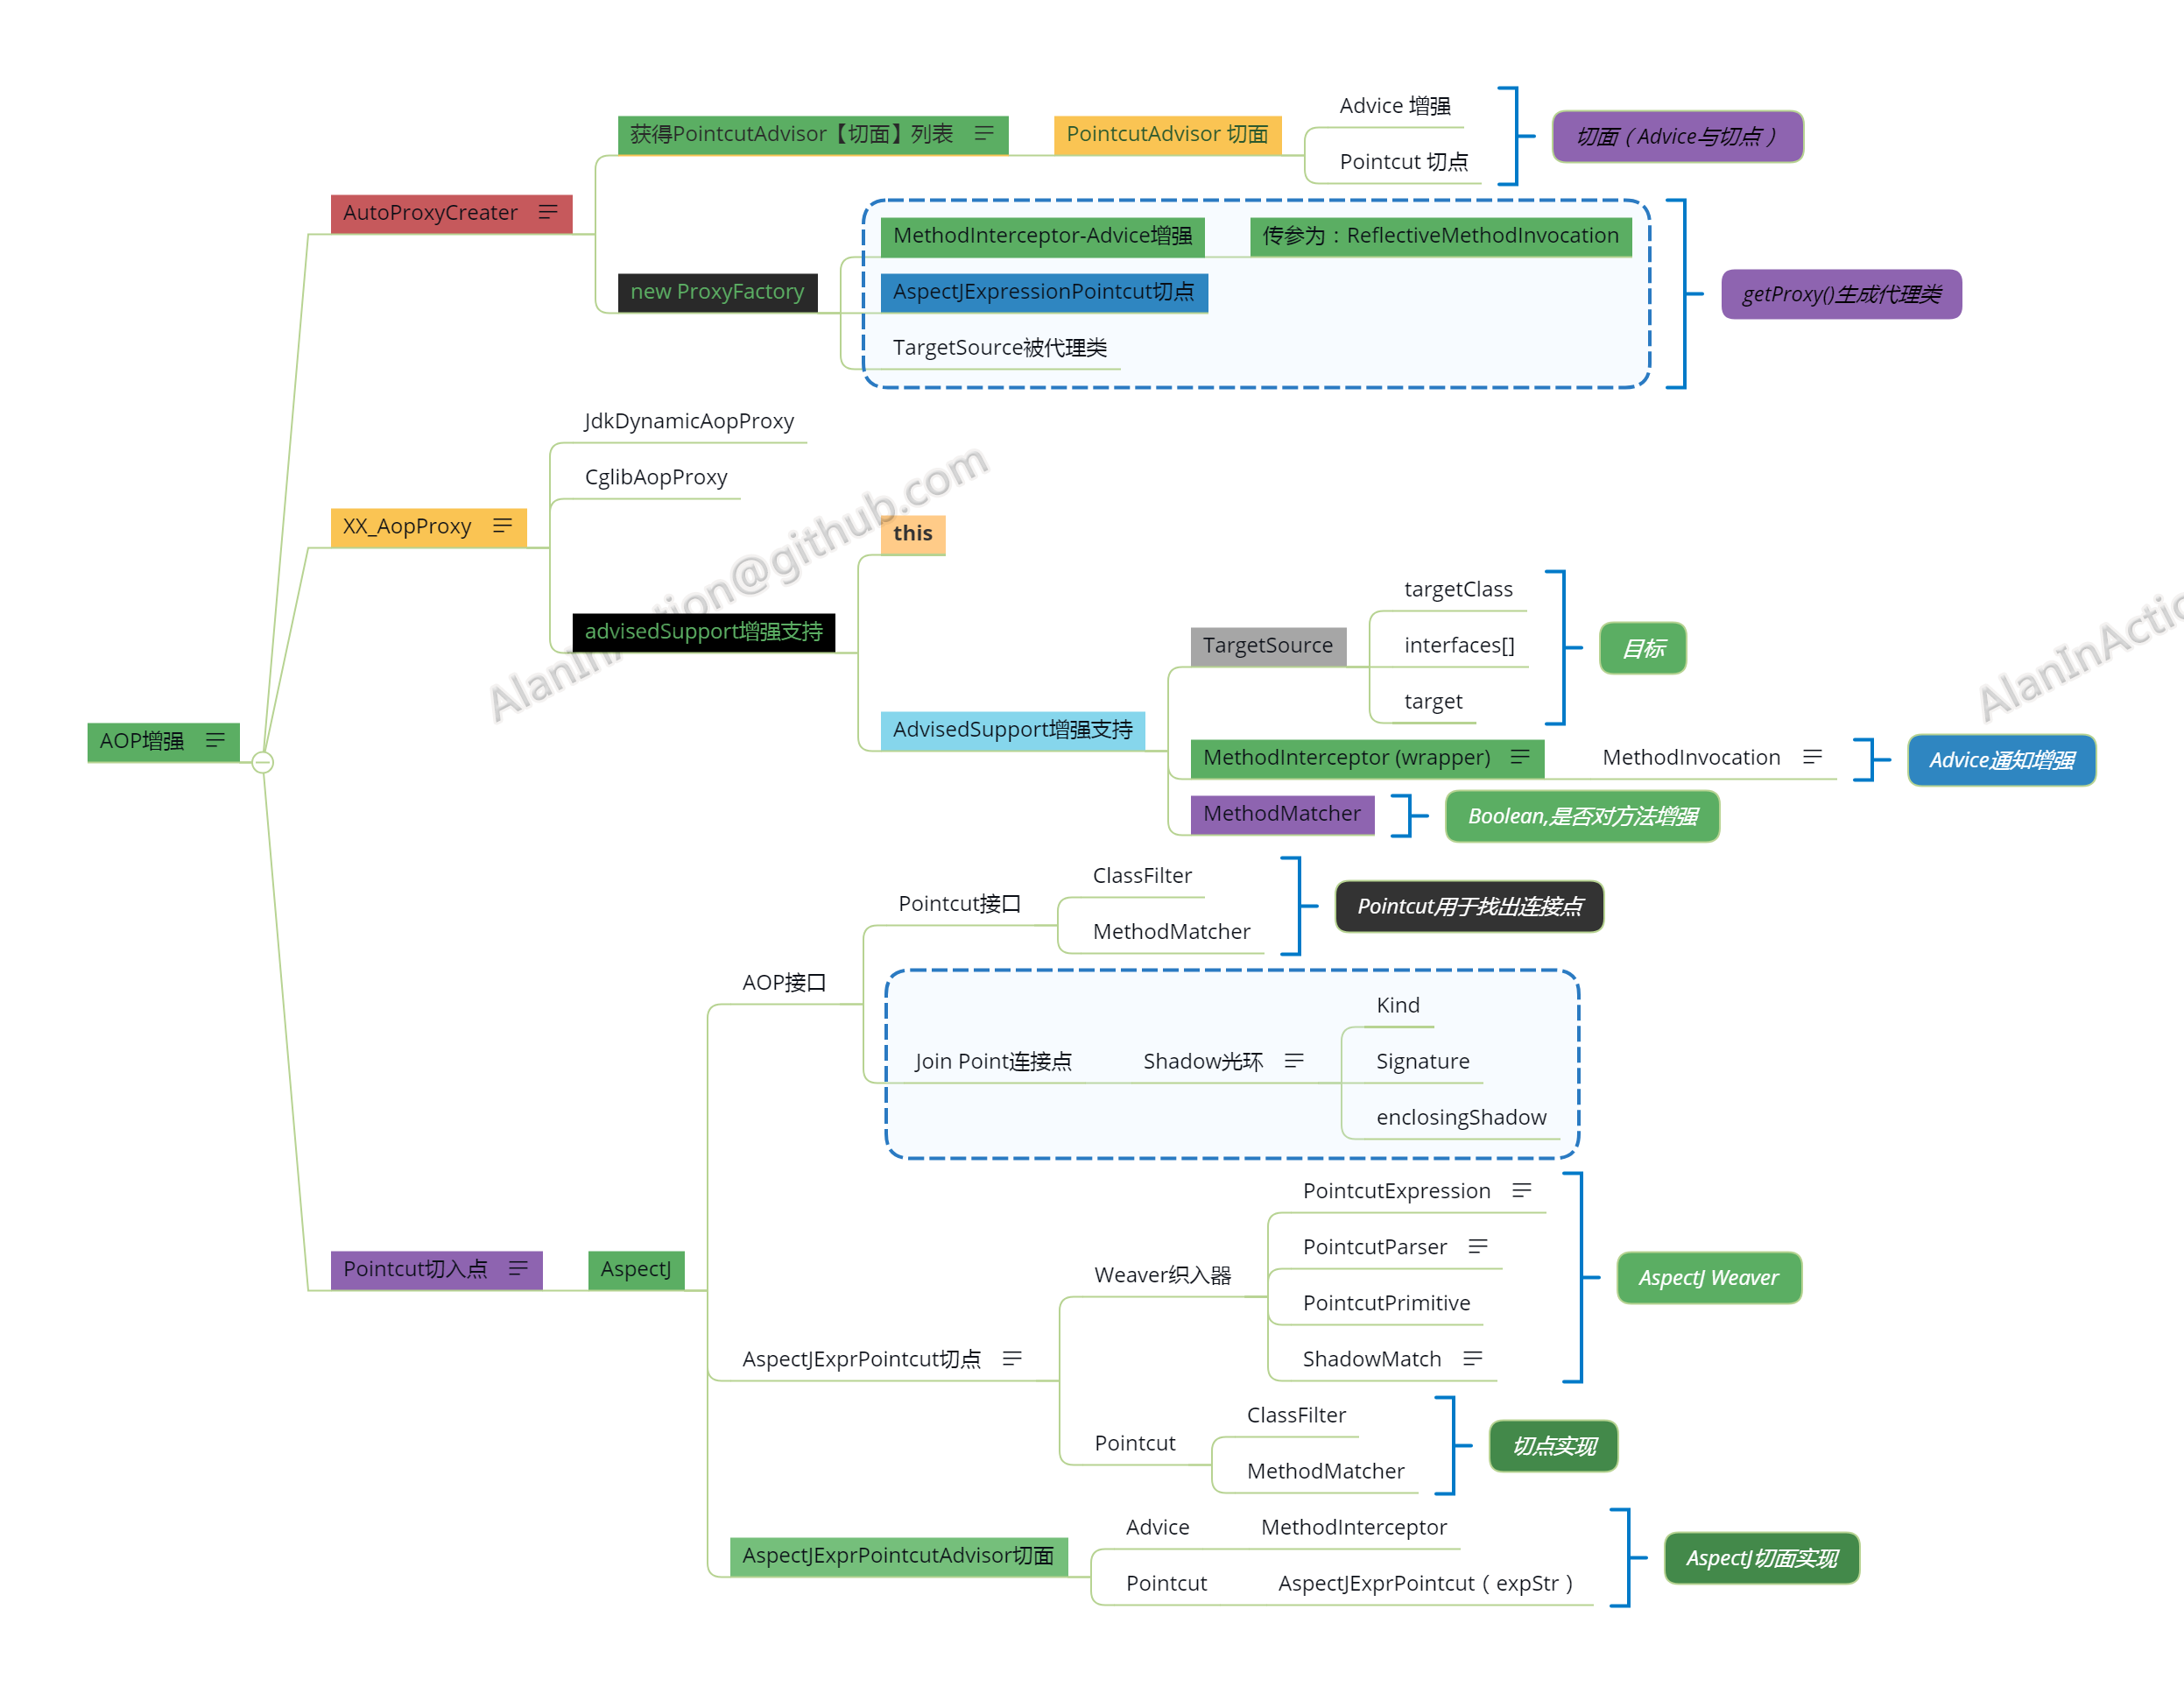 AOP增强
AutoProxyCreater
获得PointcutAdvisor【切面】列表
PointcutAdvisor 切面
Advice 增强
Pointcut 切点
切面（Advice与切点）
new ProxyFactory
MethodInterceptor-Advice增强
传参为：ReflectiveMethodInvocation
AspectJExpressionPointcut切点
TargetSource被代理类
getProxy()生成代理类
XX_AopProxy
JdkDynamicAopProxy
CglibAopProxy
advisedSupport增强支持
this
AdvisedSupport增强支持
TargetSource
targetClass
interfaces[]
target
目标
MethodInterceptor (wrapper)
MethodInvocation
Advice通知增强
MethodMatcher
Boolean,是否对方法增强
Pointcut切入点
AspectJ
AOP接口
Pointcut接口
ClassFilter
MethodMatcher
Pointcut用于找出连接点
Join Point连接点
Shadow光环
Kind
Signature
enclosingShadow
AspectJExprPointcut切点
Weaver织入器
PointcutExpression
PointcutParser
PointcutPrimitive
ShadowMatch
AspectJ Weaver
Pointcut
ClassFilter
MethodMatcher
切点实现
AspectJExprPointcutAdvisor切面
Advice
MethodInterceptor
Pointcut
AspectJExprPointcut（expStr）
AspectJ切面实现
AlanInAction@github.com
AlanInActio